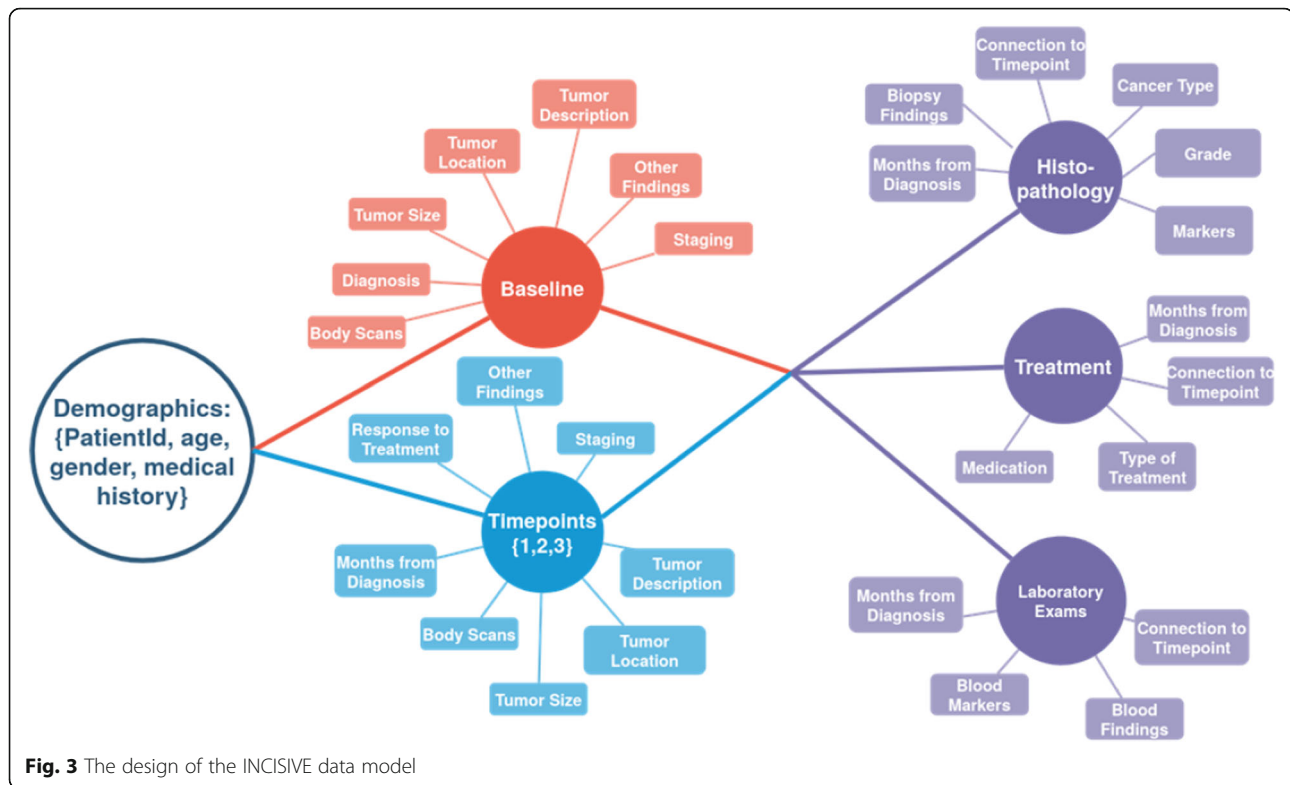 Demographics:
{PatientId, age,
gender, medical
history}
Baseline
Tumor
Description
Tumor
Location
Other
Findings
Tumor Size
Staging
Diagnosis
Body Scans
Timepoints
{1,2,3}
Other
Findings
Response to
Treatment
Staging
Months from
Diagnosis
Tumor
Description
Body Scans
Tumor
Location
Tumor Size
Histo-
pathology
Connection to
Timepoint
Cancer Type
Biopsy
Findings
Grade
Months from
Diagnosis
Markers
Treatment
Months from
Diagnosis
Connection to
Timepoint
Medication
Type of
Treatment
Laboratory
Exams
Months from
Diagnosis
Connection to
Timepoint
Blood
Markers
Blood
Findings
Fig. 3 The design of the INCISIVE data model